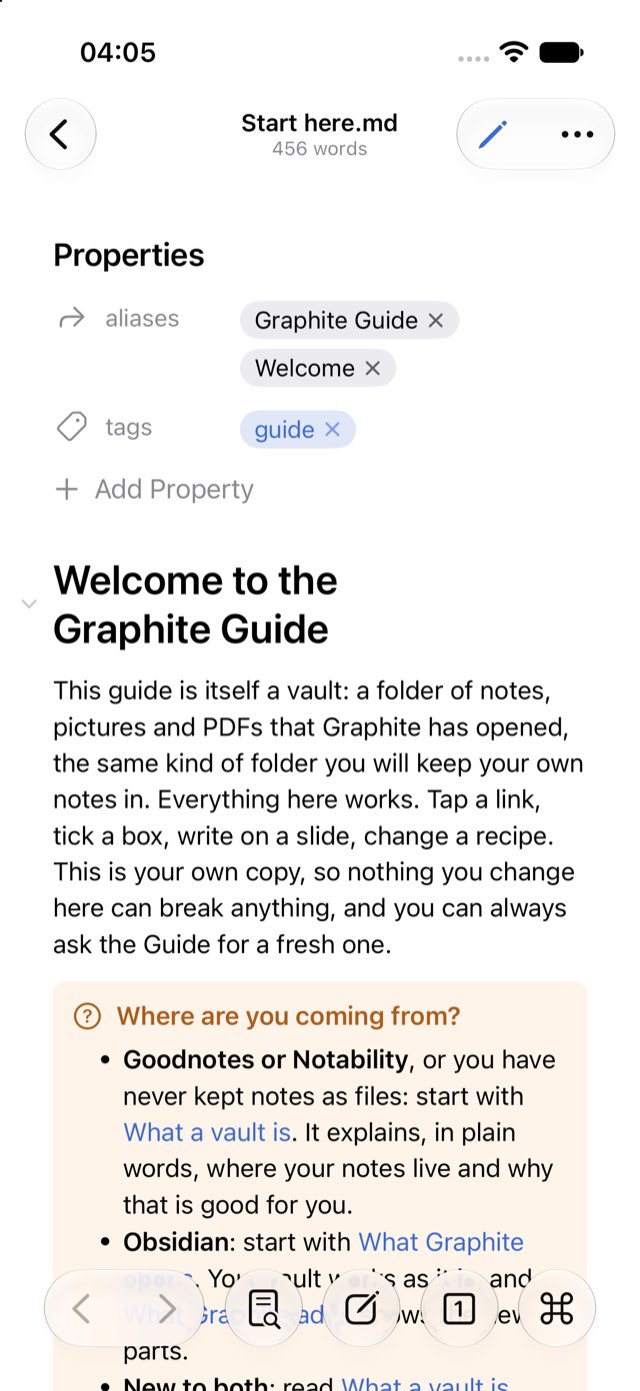 04:05
Start here.md
456 words
Properties
aliases
Graphite Guide
Welcome
tags
guide
Add Property
Welcome to the
Graphite Guide
This guide is itself a vault: a folder of notes,
pictures and PDFs that Graphite has opened,
the same kind of folder you will keep your own
notes in. Everything here works. Tap a link,
tick a box, write on a slide, change a recipe.
This is your own copy, so nothing you change
here can break anything, and you can always
ask the Guide for a fresh one.
Where are you coming from?
• Goodnotes or Notability, or you have
never kept notes as files: start with
What a vault is. It explains, in plain
words, where your notes live and why
that is good for you.
• Obsidian: start with What Graphite
as and
What
1
parts.
• New to both: read What a vault is